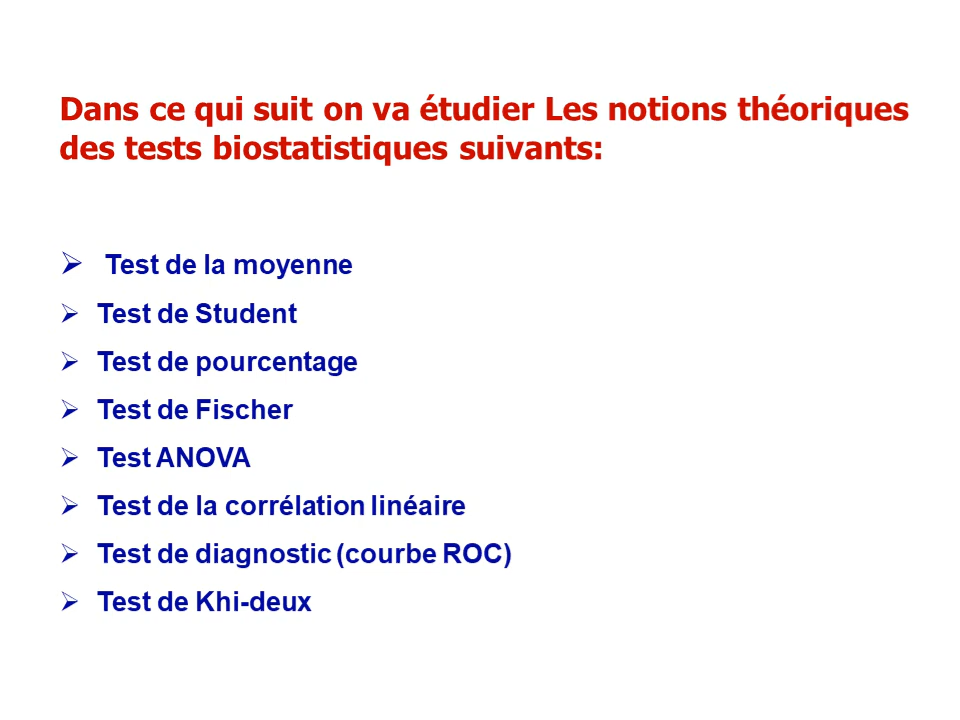 Dans ce qui suit on va étudier Les notions théoriques
des tests biostatistiques suivants:
Test de la moyenne
Test de Student
Test de pourcentage
Test de Fischer
Test ANOVA
Test de la corrélation linéaire
Test de diagnostic (courbe ROC)
Test de Khi-deux